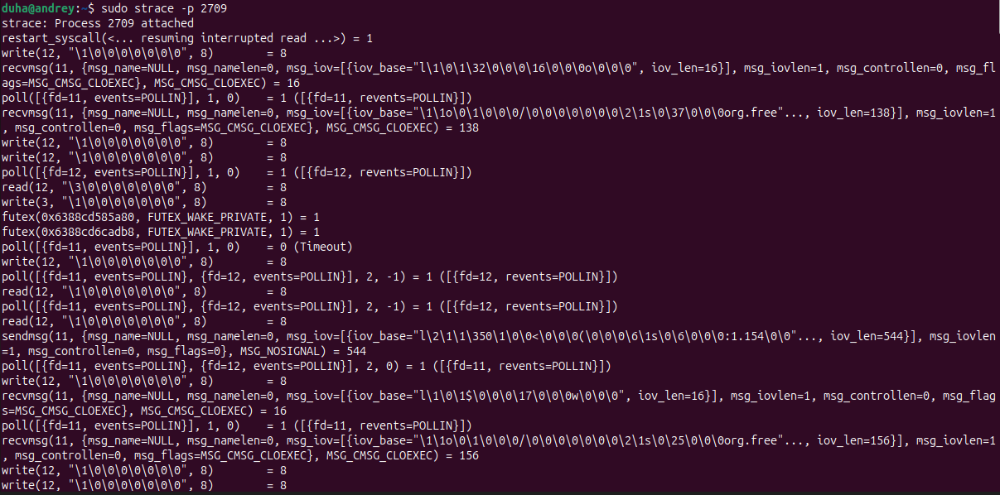 duha@andrey:~$ sudo strace -p 2709
strace: Process 2709 attached
restart_syscall(<... resuming interrupted read ...>) = 1
write(12, "\1\0\0\0\0\0\0\0", 8)        = 8
recvmsg(11, {msg_name=NULL, msg_namelen=0, msg_iov=[{iov_base="l\1\0\1\32\0\0\0\16\0\0\0o\0\0\0", iov_len=16}], msg_iovlen=1, msg_controllen=0, msg_fl
ags=MSG_CMSG_CLOEXEC}, MSG_CMSG_CLOEXEC) = 16
poll([{fd=11, events=POLLIN}], 1, 0)    = 1 ([{fd=11, revents=POLLIN}])
recvmsg(11, {msg_name=NULL, msg_namelen=0, msg_iov=[{iov_base="\1\1o\0\1\0\0\0/\0\0\0\0\0\0\0\2\1s\0\37\0\0\0org.free"..., iov_len=138}], msg_iovlen=1
, msg_controllen=0, msg_flags=MSG_CMSG_CLOEXEC}, MSG_CMSG_CLOEXEC) = 138
write(12, "\1\0\0\0\0\0\0\0", 8)        = 8
write(12, "\1\0\0\0\0\0\0\0", 8)        = 8
poll([{fd=12, events=POLLIN}], 1, 0)    = 1 ([{fd=12, revents=POLLIN}])
read(12, "\3\0\0\0\0\0\0\0", 8)         = 8
write(3, "\1\0\0\0\0\0\0\0", 8)         = 8
futex(0x6388cd585a80, FUTEX_WAKE_PRIVATE, 1) = 1
futex(0x6388cd6cadb8, FUTEX_WAKE_PRIVATE, 1) = 1
poll([{fd=11, events=POLLIN}], 1, 0)    = 0 (Timeout)
write(12, "\1\0\0\0\0\0\0\0", 8)        = 8
poll([{fd=11, events=POLLIN}, {fd=12, events=POLLIN}], 2, -1) = 1 ([{fd=12, revents=POLLIN}])
read(12, "\1\0\0\0\0\0\0\0", 8)         = 8
poll([{fd=11, events=POLLIN}, {fd=12, events=POLLIN}], 2, -1) = 1 ([{fd=12, revents=POLLIN}])
read(12, "\1\0\0\0\0\0\0\0", 8)         = 8
sendmsg(11, {msg_name=NULL, msg_namelen=0, msg_iov=[{iov_base="l\2\1\1\350\1\0\0<\0\0\0(\0\0\0\6\1s\0\6\0\0\0:1.154\0\0"..., iov_len=544}], msg_iovlen
=1, msg_controllen=0, msg_flags=0}, MSG_NOSIGNAL) = 544
poll([{fd=11, events=POLLIN}, {fd=12, events=POLLIN}], 2, 0) = 1 ([{fd=11, revents=POLLIN}])
write(12, "\1\0\0\0\0\0\0\0", 8)        = 8
recvmsg(11, {msg_name=NULL, msg_namelen=0, msg_iov=[{iov_base="l\1\0\1$\0\0\0\17\0\0\0w\0\0\0", iov_len=16}], msg_iovlen=1, msg_controllen=0, msg_flag
s=MSG_CMSG_CLOEXEC}, MSG_CMSG_CLOEXEC) = 16
poll([{fd=11, events=POLLIN}], 1, 0)    = 1 ([{fd=11, revents=POLLIN}])
recvmsg(11, {msg_name=NULL, msg_namelen=0, msg_iov=[{iov_base="\1\1o\0\1\0\0\0/\0\0\0\0\0\0\0\2\1s\0\25\0\0\0org.free"..., iov_len=156}], msg_iovlen=1
, msg_controllen=0, msg_flags=MSG_CMSG_CLOEXEC}, MSG_CMSG_CLOEXEC) = 156
write(12, "\1\0\0\0\0\0\0\0", 8)        = 8
write(12, "\1\0\0\0\0\0\0\0", 8)        = 8